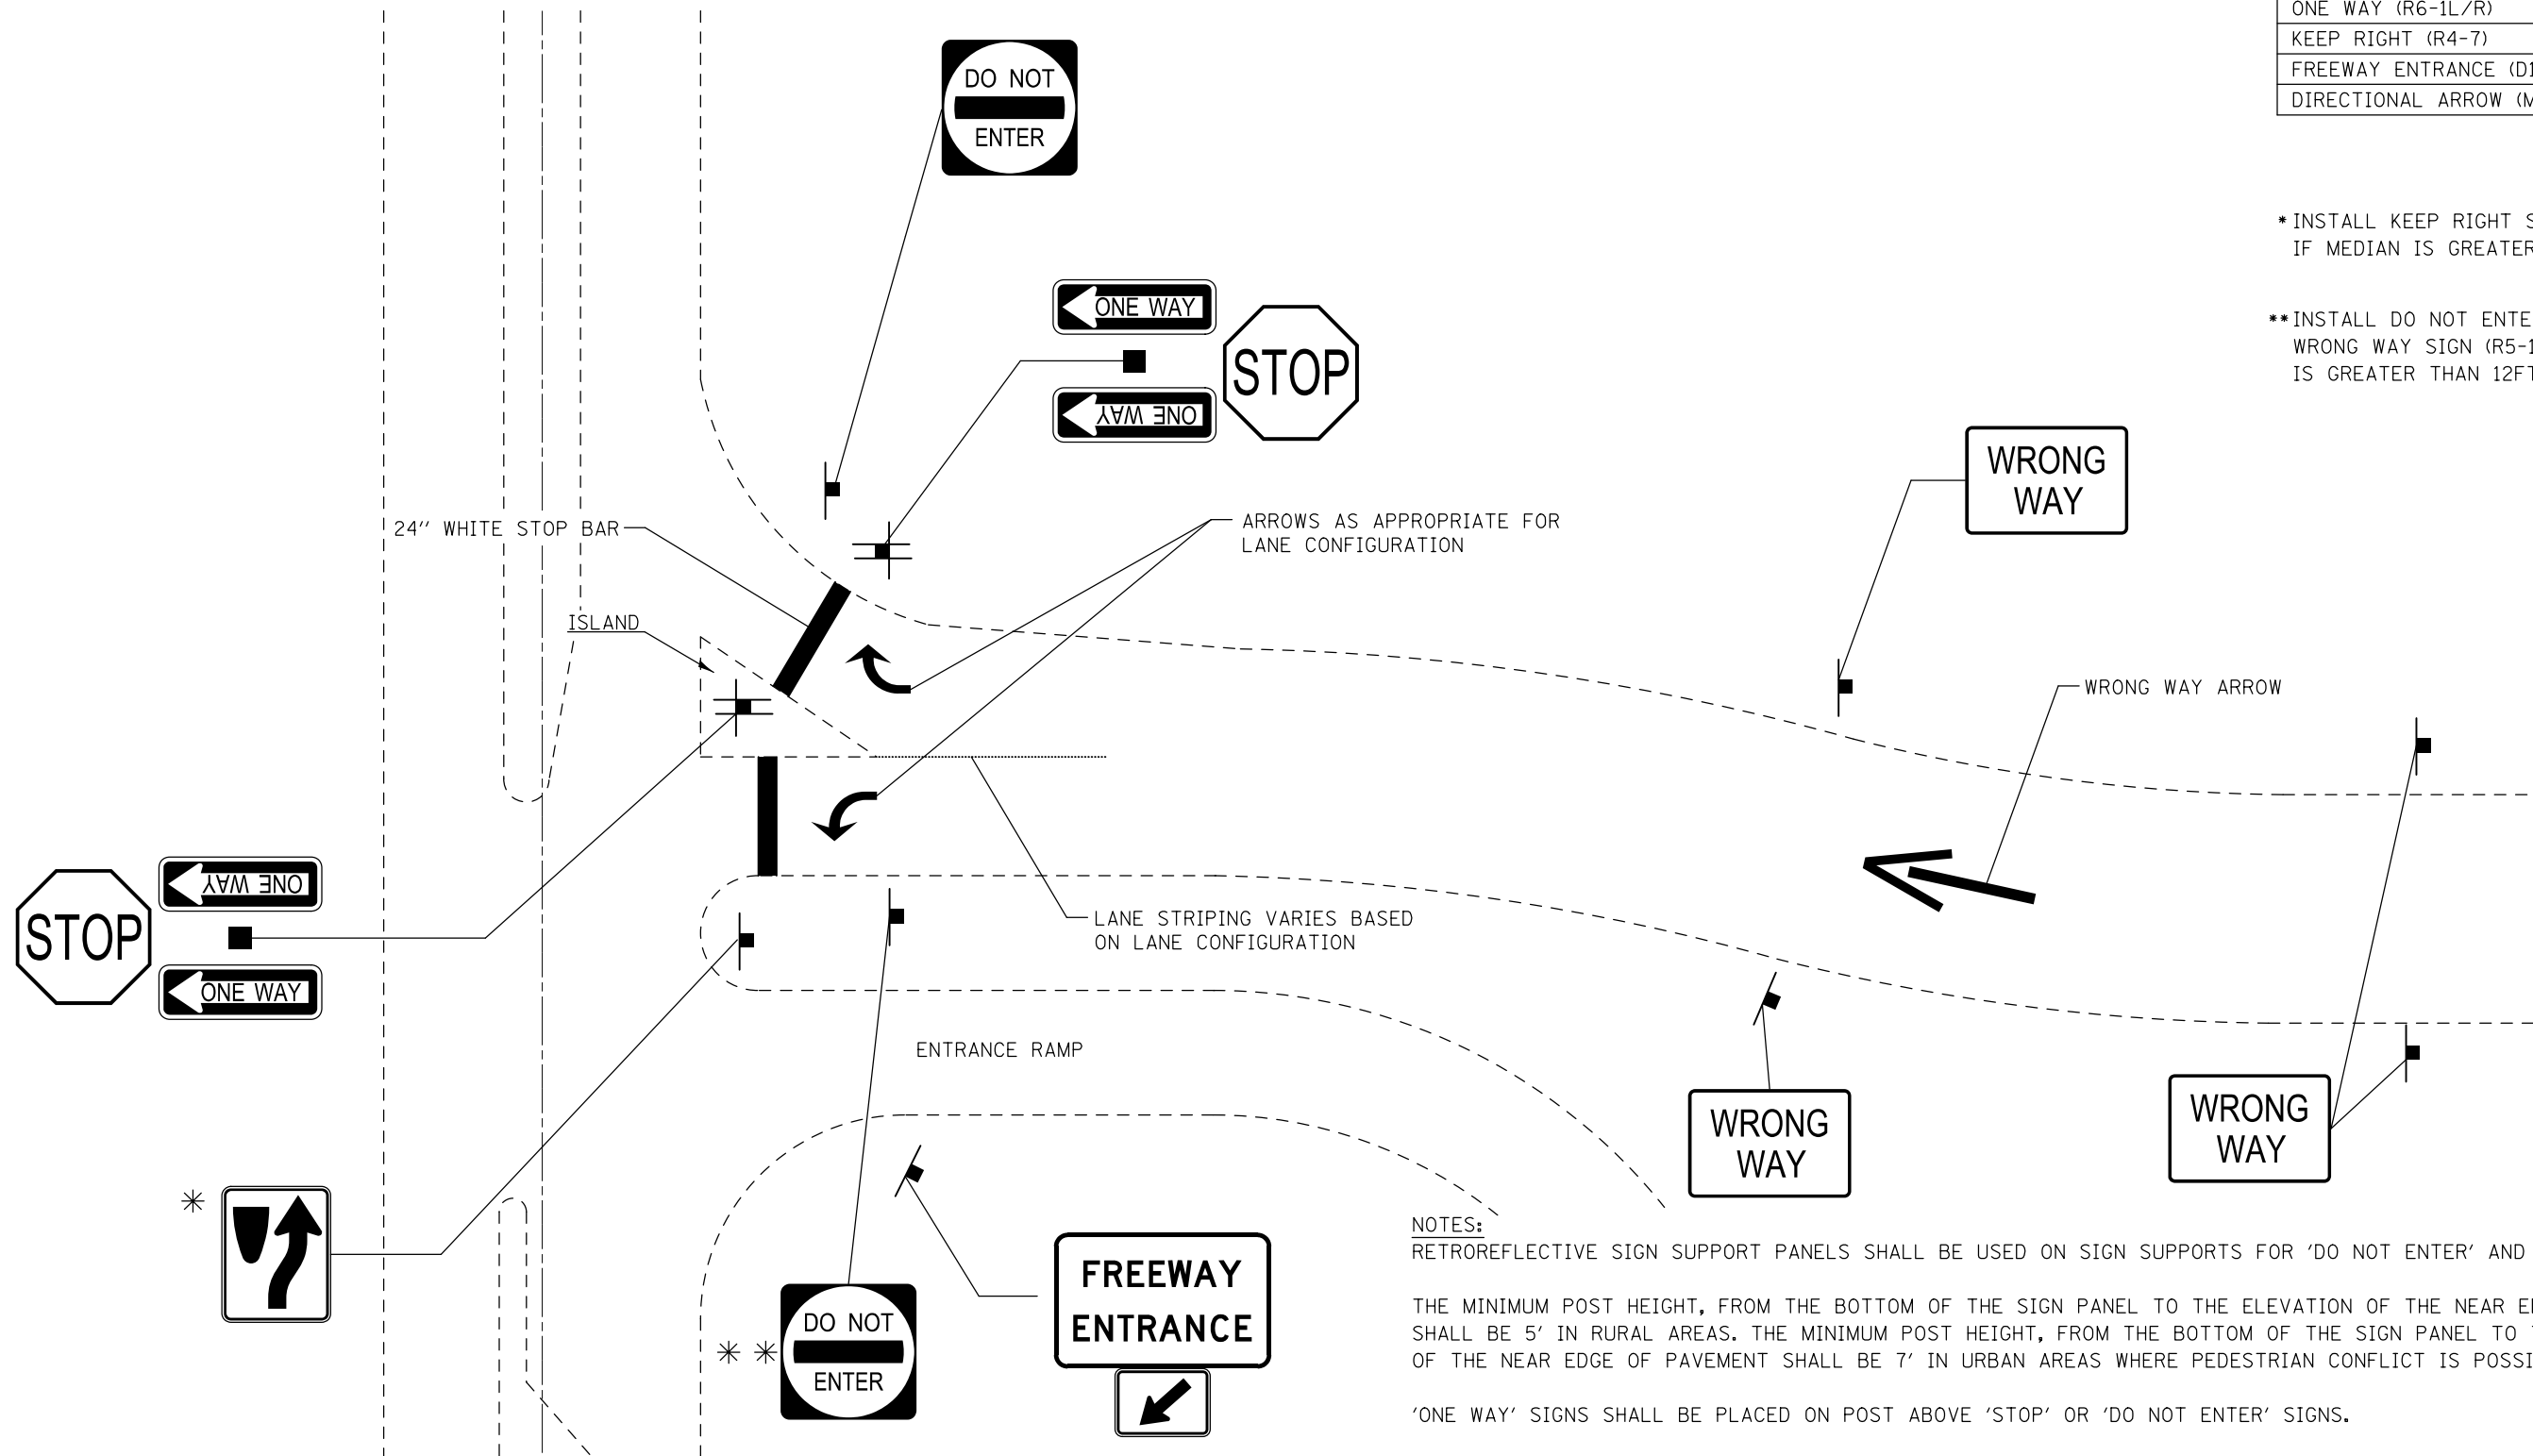 ONE WAY (R6-1L/R)
KEEP RIGHT (R4-7)
FREEWAY ENTRANCE
DIRECTIONAL ARROW
DO NOT
ENTER
*INSTALL KEEP RIGHT
IF MEDIAN IS GREATER
ONE WAY
STOP
ONE WAY
**INSTALL DO NOT
WRONG WAY SIGN
IS GREATER THAN
WRONG
WAY
24'' WHITE STOP BAR
ARROWS AS APPROPRIATE FOR
LANE CONFIGURATION
ISLAND
WRONG WAY ARROW
STOP
ONE WAY
ONE WAY
LANE STRIPING VARIES BASED
ON LANE CONFIGURATION
ENTRANCE RAMP
WRONG
WAY
WRONG
WAY
*
**
DO NOT
ENTER
FREEWAY
ENTRANCE
NOTES:
RETROREFLECTIVE SIGN SUPPORT PANELS SHALL BE USED ON SIGN SUPPORTS FOR 'DO NOT ENTER' AND
THE MINIMUM POST HEIGHT, FROM THE BOTTOM OF THE SIGN PANEL TO THE ELEVATION OF THE NEAR
SHALL BE 5' IN RURAL AREAS. THE MINIMUM POST HEIGHT, FROM THE BOTTOM OF THE SIGN PANEL TO
OF THE NEAR EDGE OF PAVEMENT SHALL BE 7' IN URBAN AREAS WHERE PEDESTRIAN CONFLICT IS
'ONE WAY' SIGNS SHALL BE PLACED ON POST ABOVE 'STOP' OR 'DO NOT ENTER' SIGNS.